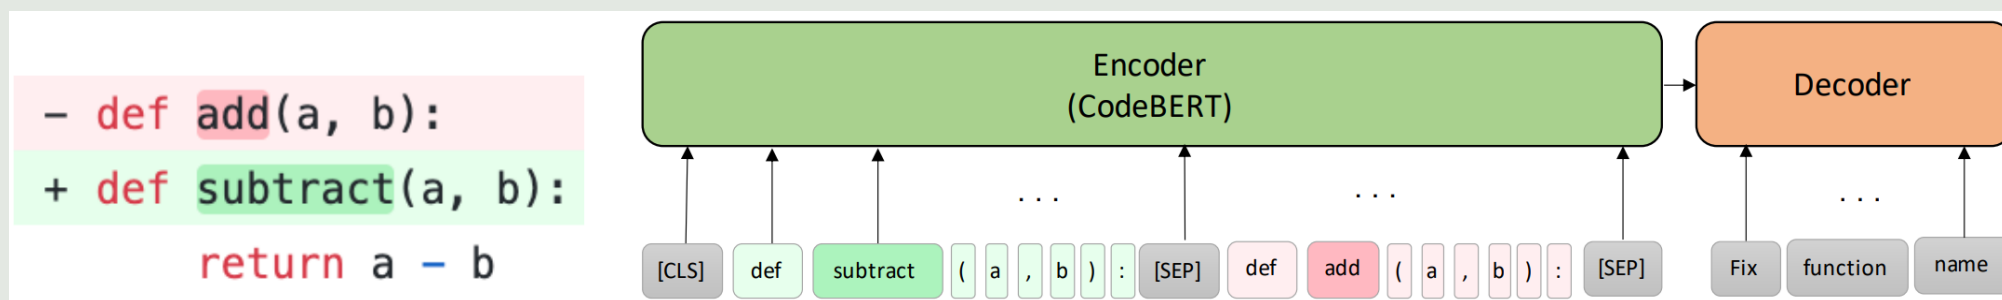 - def add(a, b):
+ def subtract(a, b):
return a - b
Encoder
(CodeBERT)
Decoder
. . .
. . .
. . .
[CLS] def subtract ( a , b ) : [SEP] def add ( a , b ) : [SEP]
Fix function name